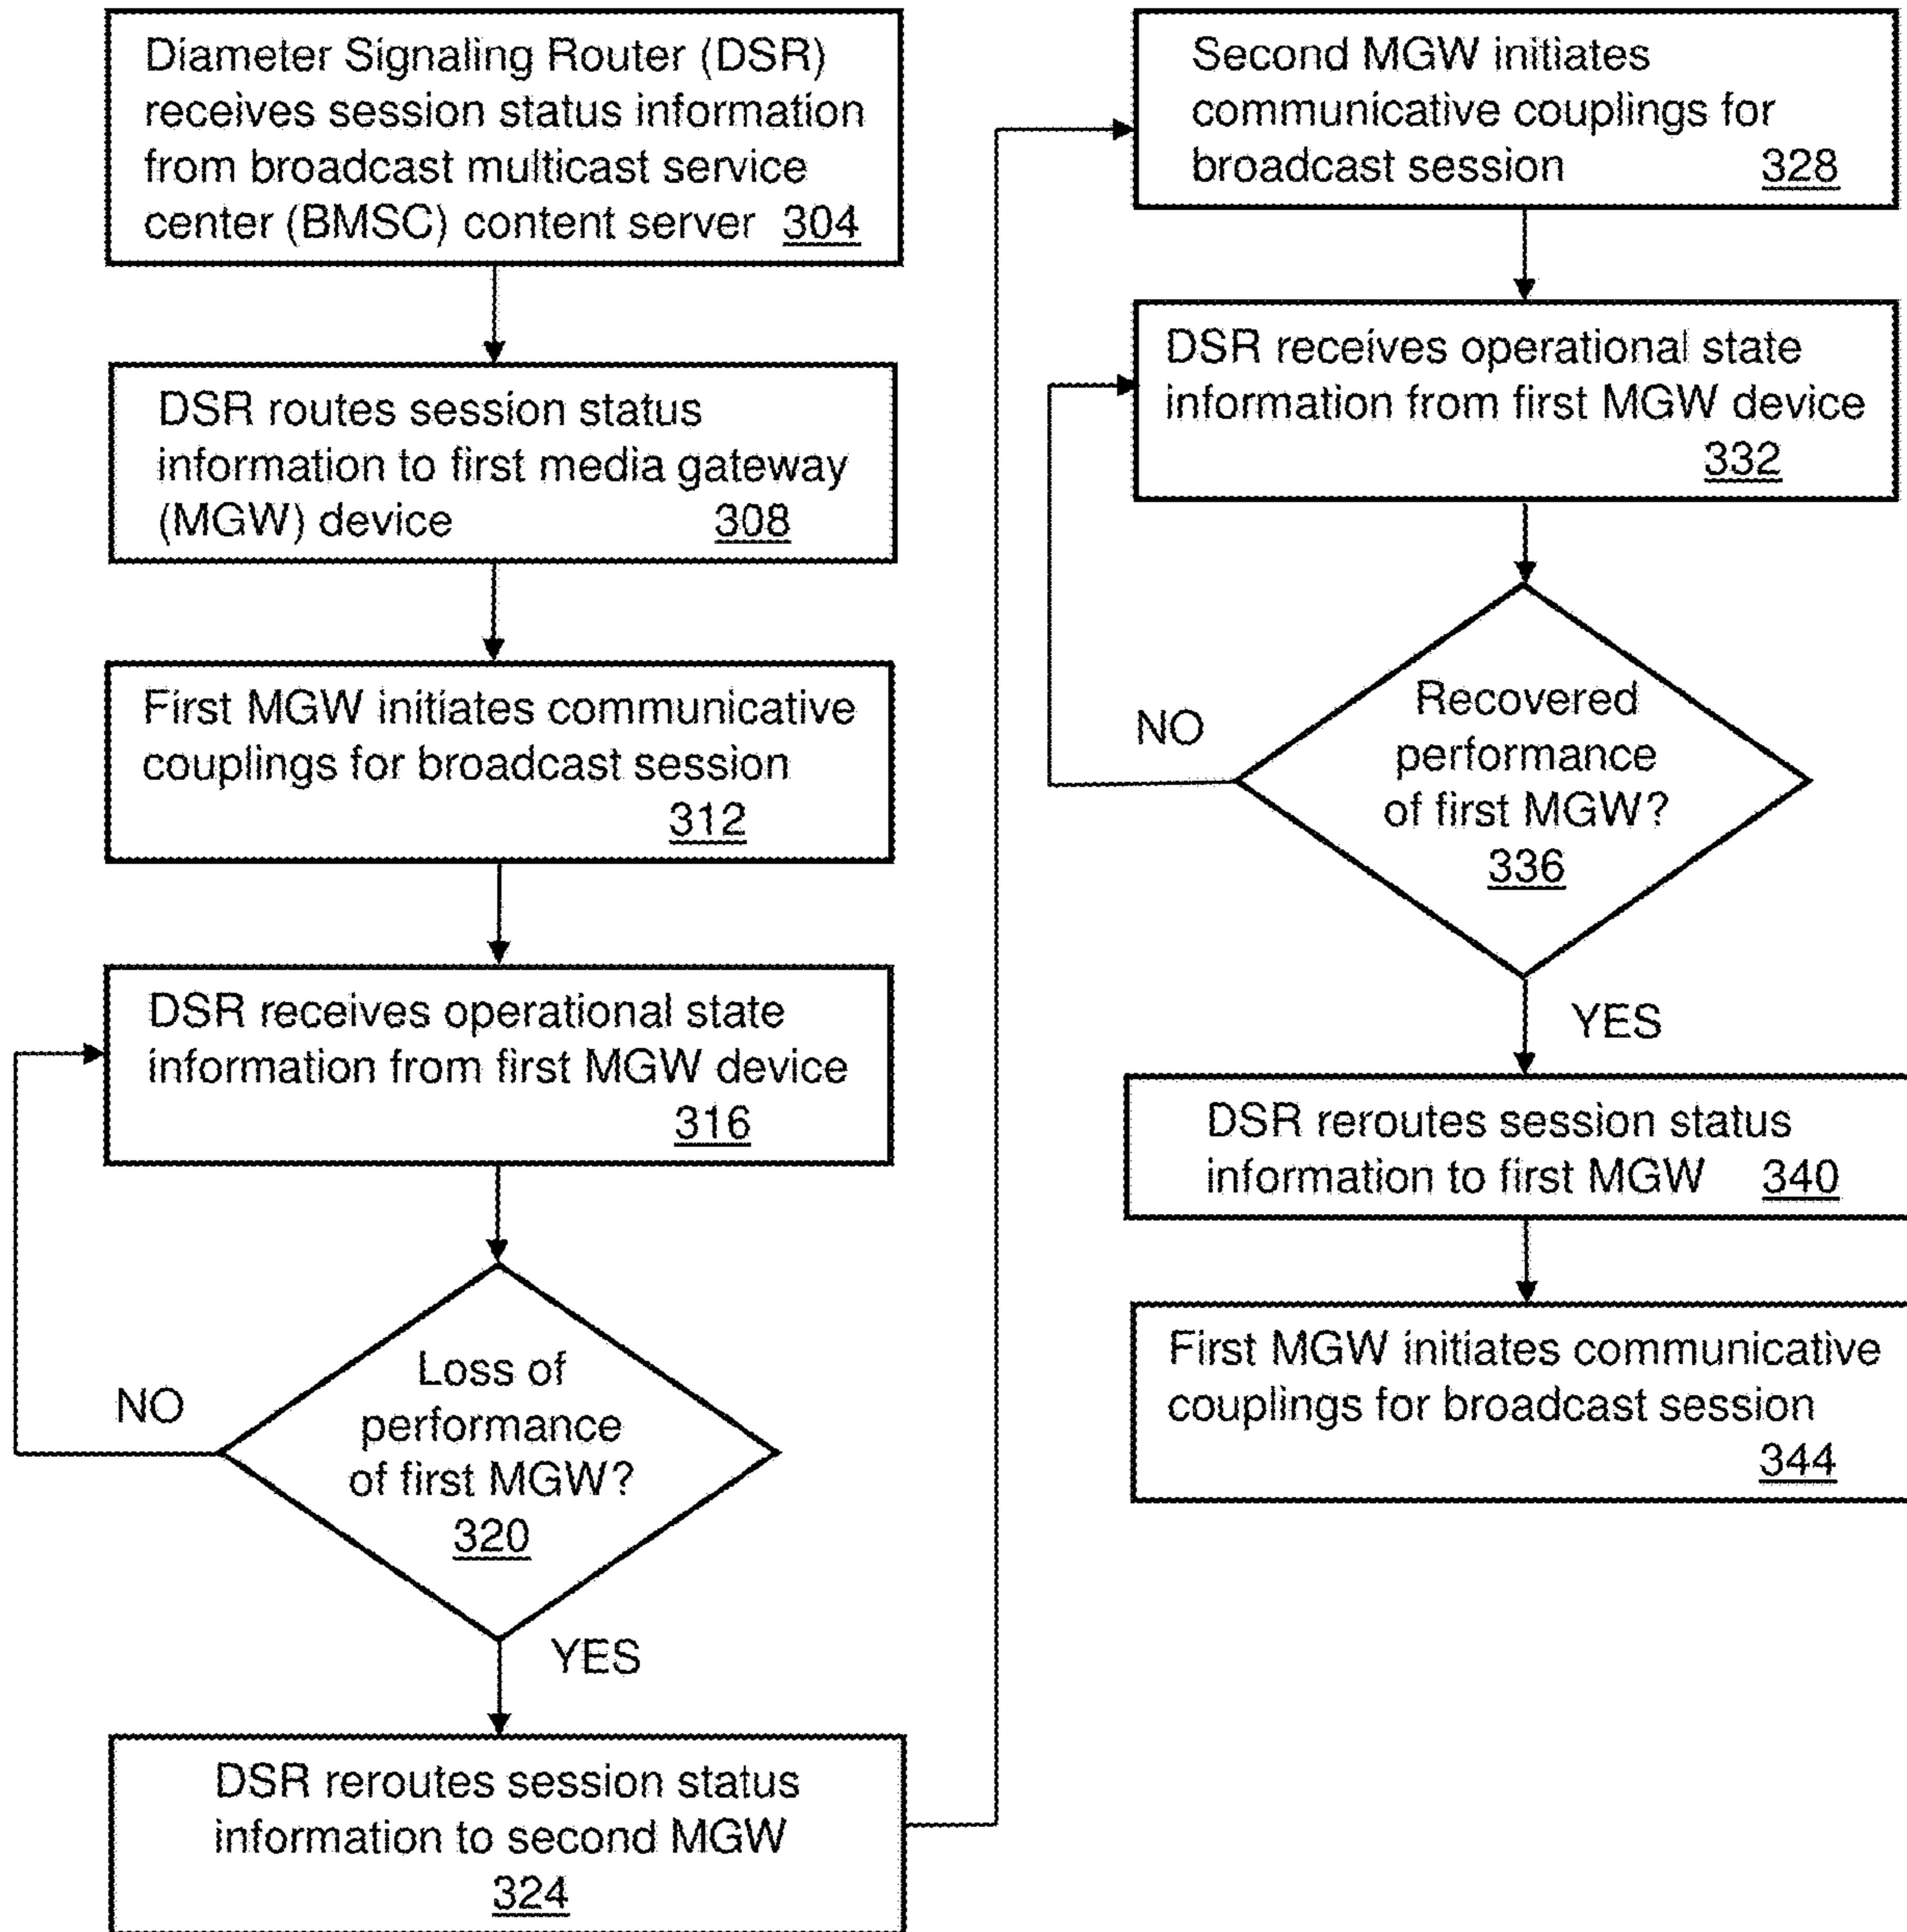 Diameter Signaling Router (DSR)
receives session status information
from broadcast multicast service
center (BMSC) content server 304
DSR routes session status
information to first media gateway
(MGW) device 308
First MGW initiates communicative
couplings for broadcast session
312
DSR receives operational state
information from first MGW device
316
Loss of
performance
of first MGW?
320
NO
YES
DSR reroutes session status
information to second MGW
324
Second MGW initiates
communicative couplings for
broadcast session 328
DSR receives operational state
information from first MGW device
332
Recovered
performance
of first MGW?
336
NO
YES
DSR reroutes session status
information to first MGW 340
First MGW initiates communicative
couplings for broadcast session
344